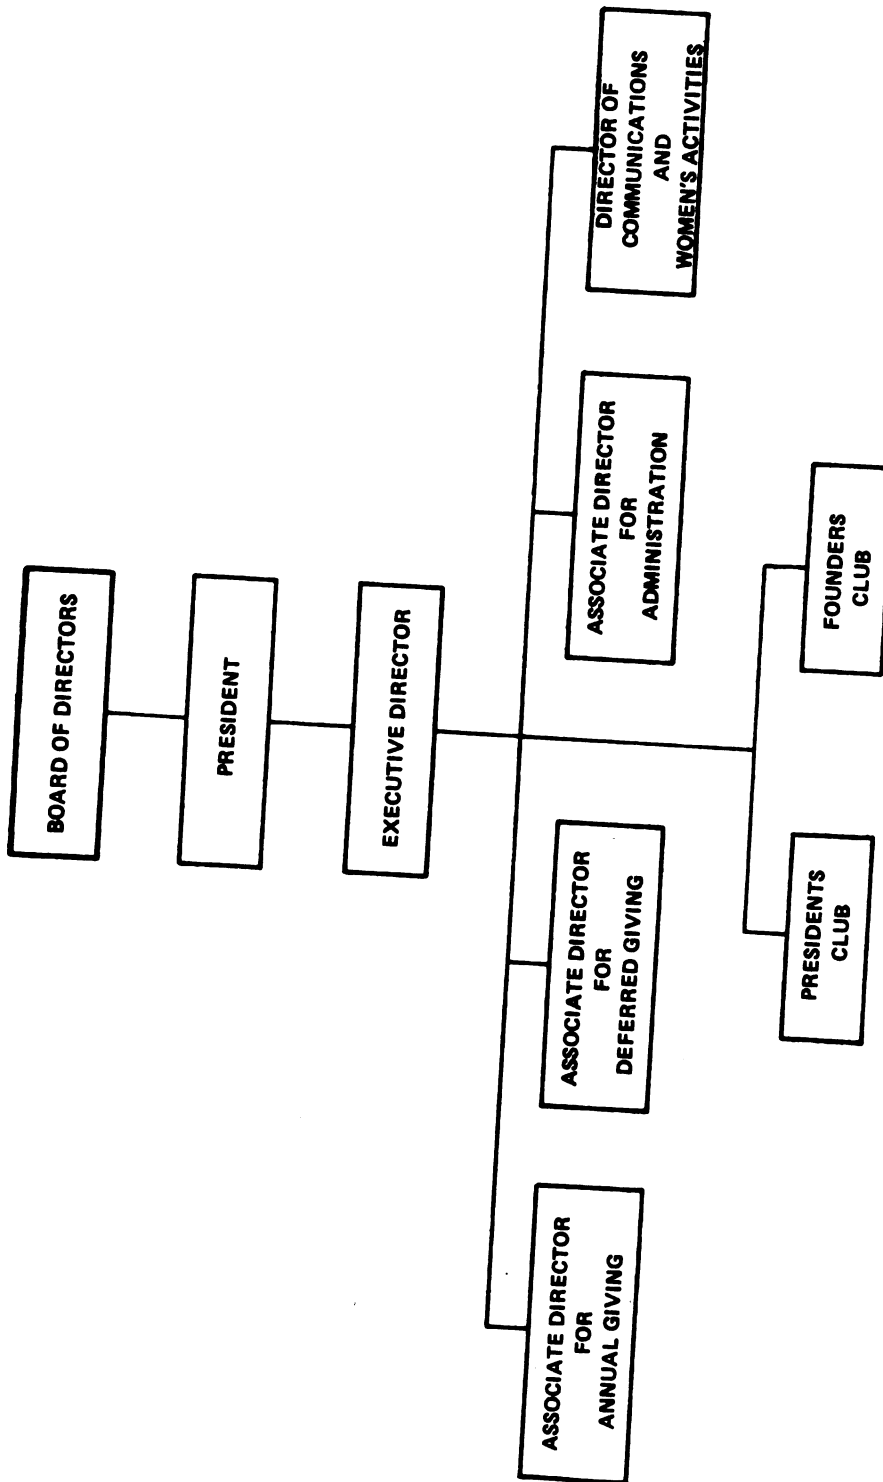 BOARD OF DIRECTORS
PRESIDENT
EXECUTIVE DIRECTOR
ASSOCIATE DIRECTOR
FOR
ANNUAL GIVING
ASSOCIATE DIRECTOR
FOR
DEFERRED GIVING
ASSOCIATE DIRECTOR
FOR
ADMINISTRATION
DIRECTOR OF
COMMUNICATIONS
AND
WOMEN'S ACTIVITIES
PRESIDENTS
CLUB
FOUNDERS
CLUB